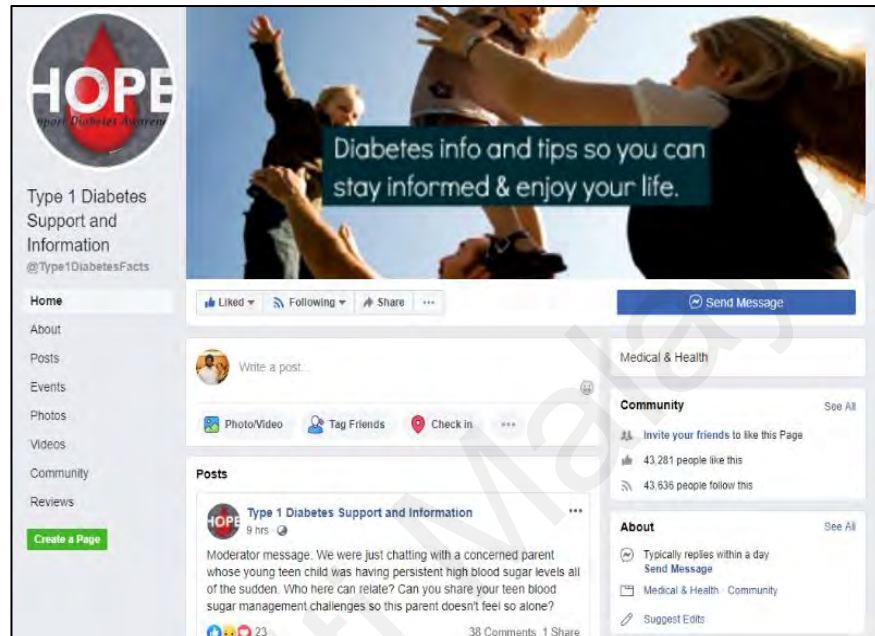 HOPE
Support Diabetes Awareness
Diabetes info and tips so you can
stay informed & enjoy your life.
Type 1 Diabetes
Support and
Information
@Type1DiabetesFacts
Home
About
Posts
Events
Photos
Videos
Community
Reviews
Create a Page
Liked Following Share ...
Send Message
Write a post...
Photo/Video Tag Friends Check in ...
Posts
HOPE
Type 1 Diabetes Support and Information
9 hrs
Moderator message: We were just chatting with a concerned parent
whose young teen child was having persistent high blood sugar levels all
of the sudden. Who here can relate? Can you share your teen blood
sugar management challenges so this parent doesn't feel so alone?
23 38 Comments 1 Share
Medical & Health
Community See All
Invite your friends to like this Page
43,281 people like this
43,636 people follow this
About See All
Typically replies within a day
Send Message
Medical & Health · Community
Suggest Edits